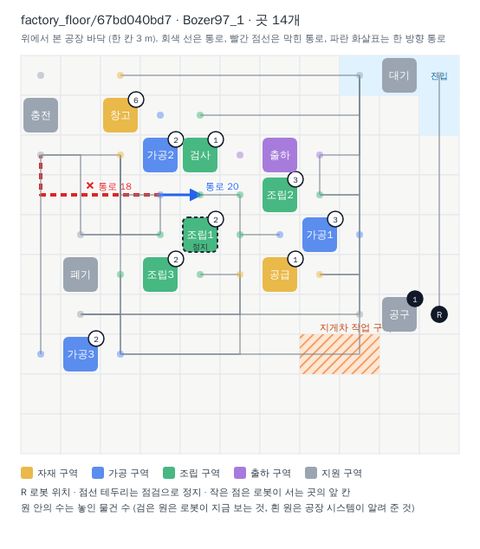 factory_floor/67bd040bd7 · Bozer97_1 · 곳 14개
위에서 본 공장 바닥 (한 칸 3 m). 회색 선은 통로, 빨간 점선은 막힌 통로, 파란 화살표는 한 방향 통로
대기
진입
충전
창고
6
가공2
2
검사
1
출하
✕ 통로 18
통로 20
조립2
3
조립1
2
정지
가공1
3
폐기
조립3
2
공급
1
공구
1
R
지게차 작업 구
가공3
2
자재 구역
가공 구역
조립 구역
출하 구역
지원 구역
R 로봇 위치 · 점선 테두리는 점검으로 정지 · 작은 점은 로봇이 서는 곳의 앞 칸
원 안의 수는 놓인 물건 수 (검은 원은 로봇이 지금 보는 것, 흰 원은 공장 시스템이 알려 준 것)